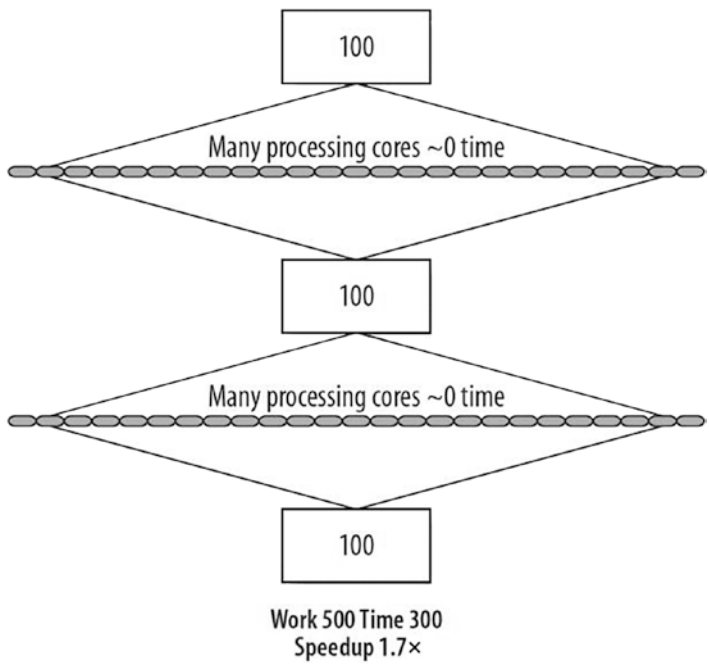 100
Many processing cores ~0 time
100
Many processing cores ~0 time
100
Work 500 Time 300
Speedup 1.7×